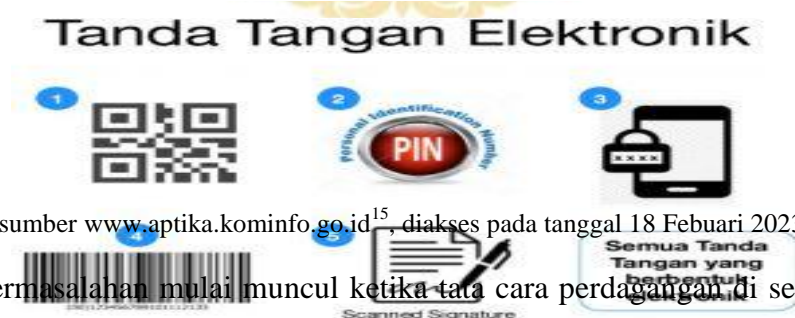 Tanda Tangan Elektronik
1
2
3
Personal Identification Number
PIN
xxxx
sumber www.aptika.kominfo.go.id15, diakses pada tanggal 18 Febuari 2023
4
5
Semua Tanda
Tangan yang
berbentuk
elektronik
ermasalahan mulai muncul ketika tata cara perdagangan di se
Scanned Signature